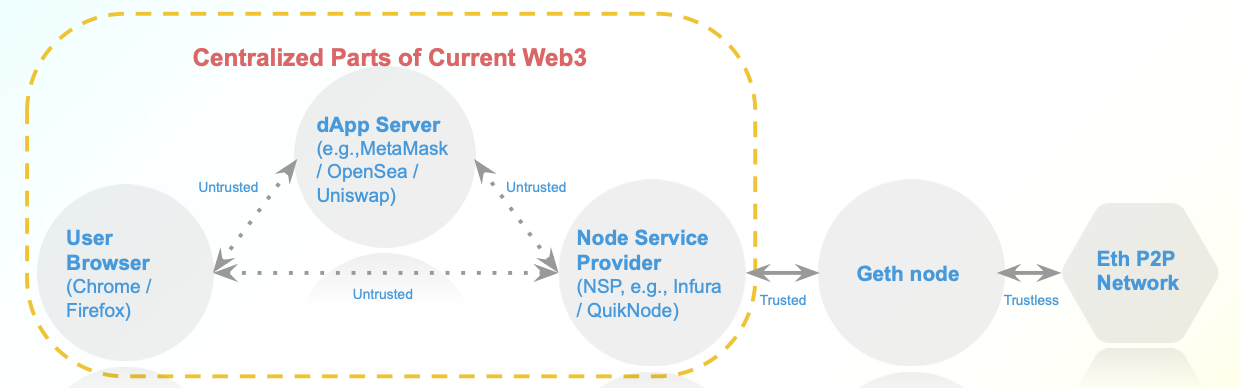 Centralized Parts of Current Web3
dApp Server
(e.g.,MetaMask
/ OpenSea /
Uniswap)
Untrusted
Untrusted
User
Browser
(Chrome /
Firefox)
Untrusted
Node Service
Provider
(NSP, e.g., Infura
/ QuikNode)
Trusted
Geth node
Trustless
Eth P2P
Network